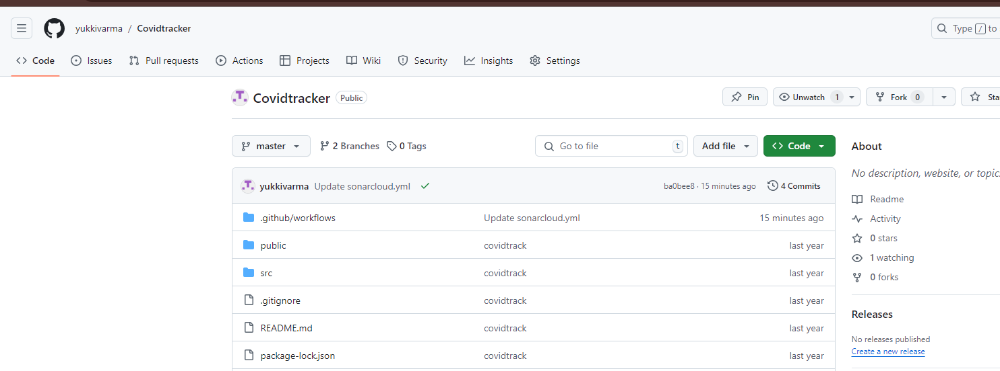 yukkivarma / Covidtracker
Type / to
Code Issues Pull requests Actions Projects Wiki Security Insights Settings
Covidtracker Public
Pin Unwatch 1 Fork 0
master 2 Branches 0 Tags Go to file t Add file Code
About
yukkivarma Update sonarcloud.yml ba0bee8 · 15 minutes ago 4 Commits
No description, website, or
.github/workflows Update sonarcloud.yml 15 minutes ago
Readme
Activity
public covidtrack last year
0 stars
1 watching
src covidtrack last year
0 forks
.gitignore covidtrack last year
Releases
README.md covidtrack last year
No releases published
Create a new release
package-lock.json covidtrack last year